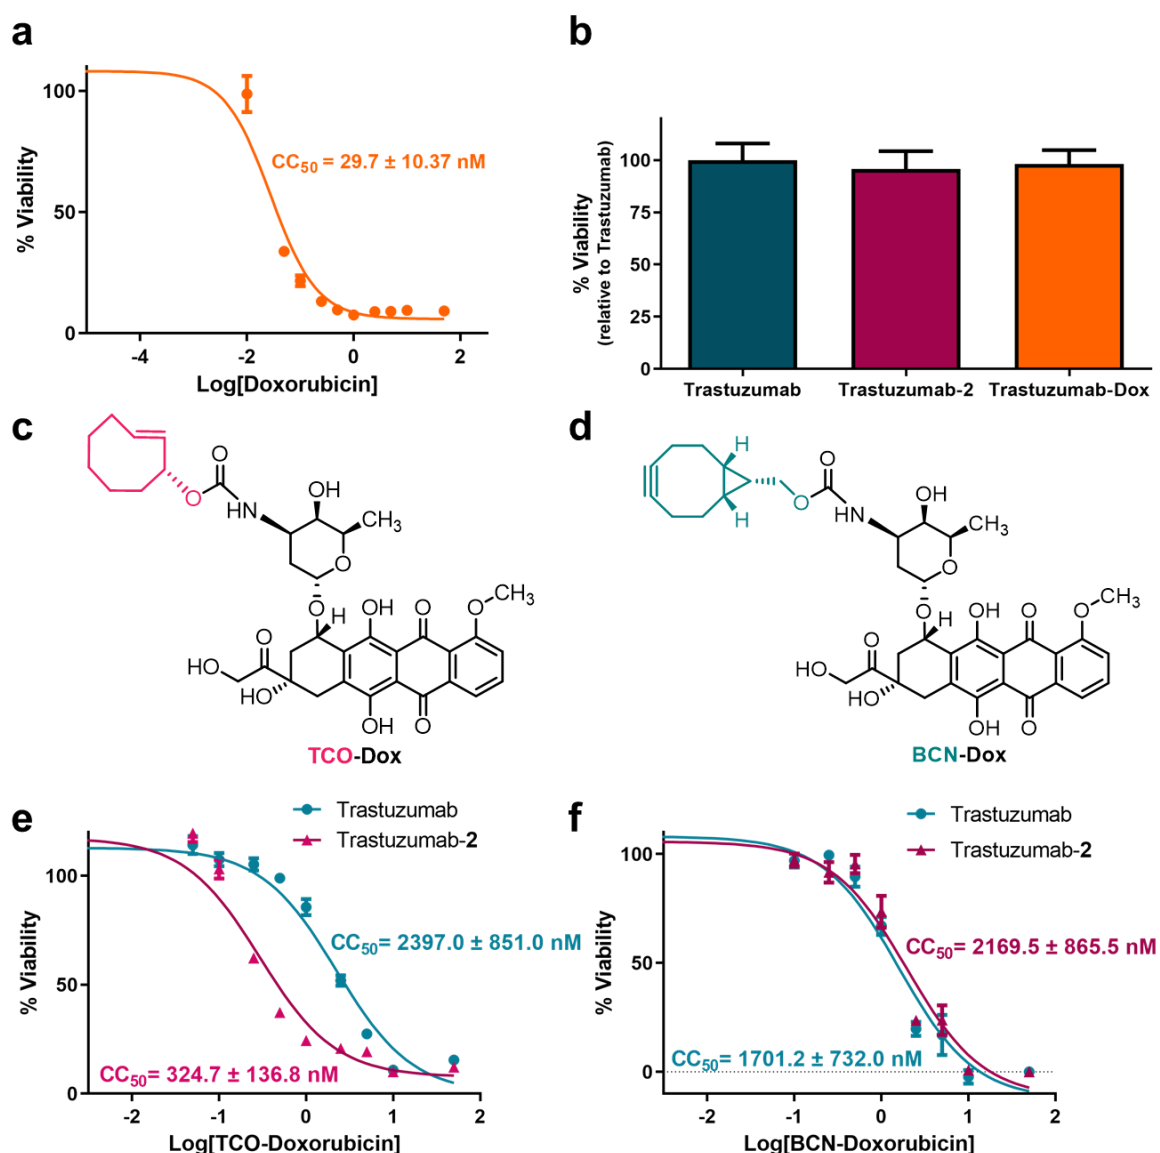 a
100
50
0
% Viability
CC50 = 29.7 ± 10.37 nM
-4
-2
0
2
Log[Doxorubicin]
b
100
75
50
25
0
% Viability
(relative to Trastuzumab)
Trastuzumab
Trastuzumab-2
Trastuzumab-Dox
c
O
O
HN
OH
CH3
O
O
H
OH
O
O
CH3
O
HO
HO
OH
O
TCO-Dox
d
H
H
O
O
HN
OH
CH3
O
O
H
OH
O
O
CH3
O
HO
HO
OH
O
BCN-Dox
e
Trastuzumab
Trastuzumab-2
100
50
0
% Viability
CC50= 2397.0 ± 851.0 nM
CC50= 324.7 ± 136.8 nM
-2
-1
0
1
2
Log[TCO-Doxorubicin]
f
Trastuzumab
Trastuzumab-2
100
50
0
% Viability
CC50= 2169.5 ± 865.5 nM
CC50= 1701.2 ± 732.0 nM
-2
-1
0
1
2
Log[BCN-Doxorubicin]